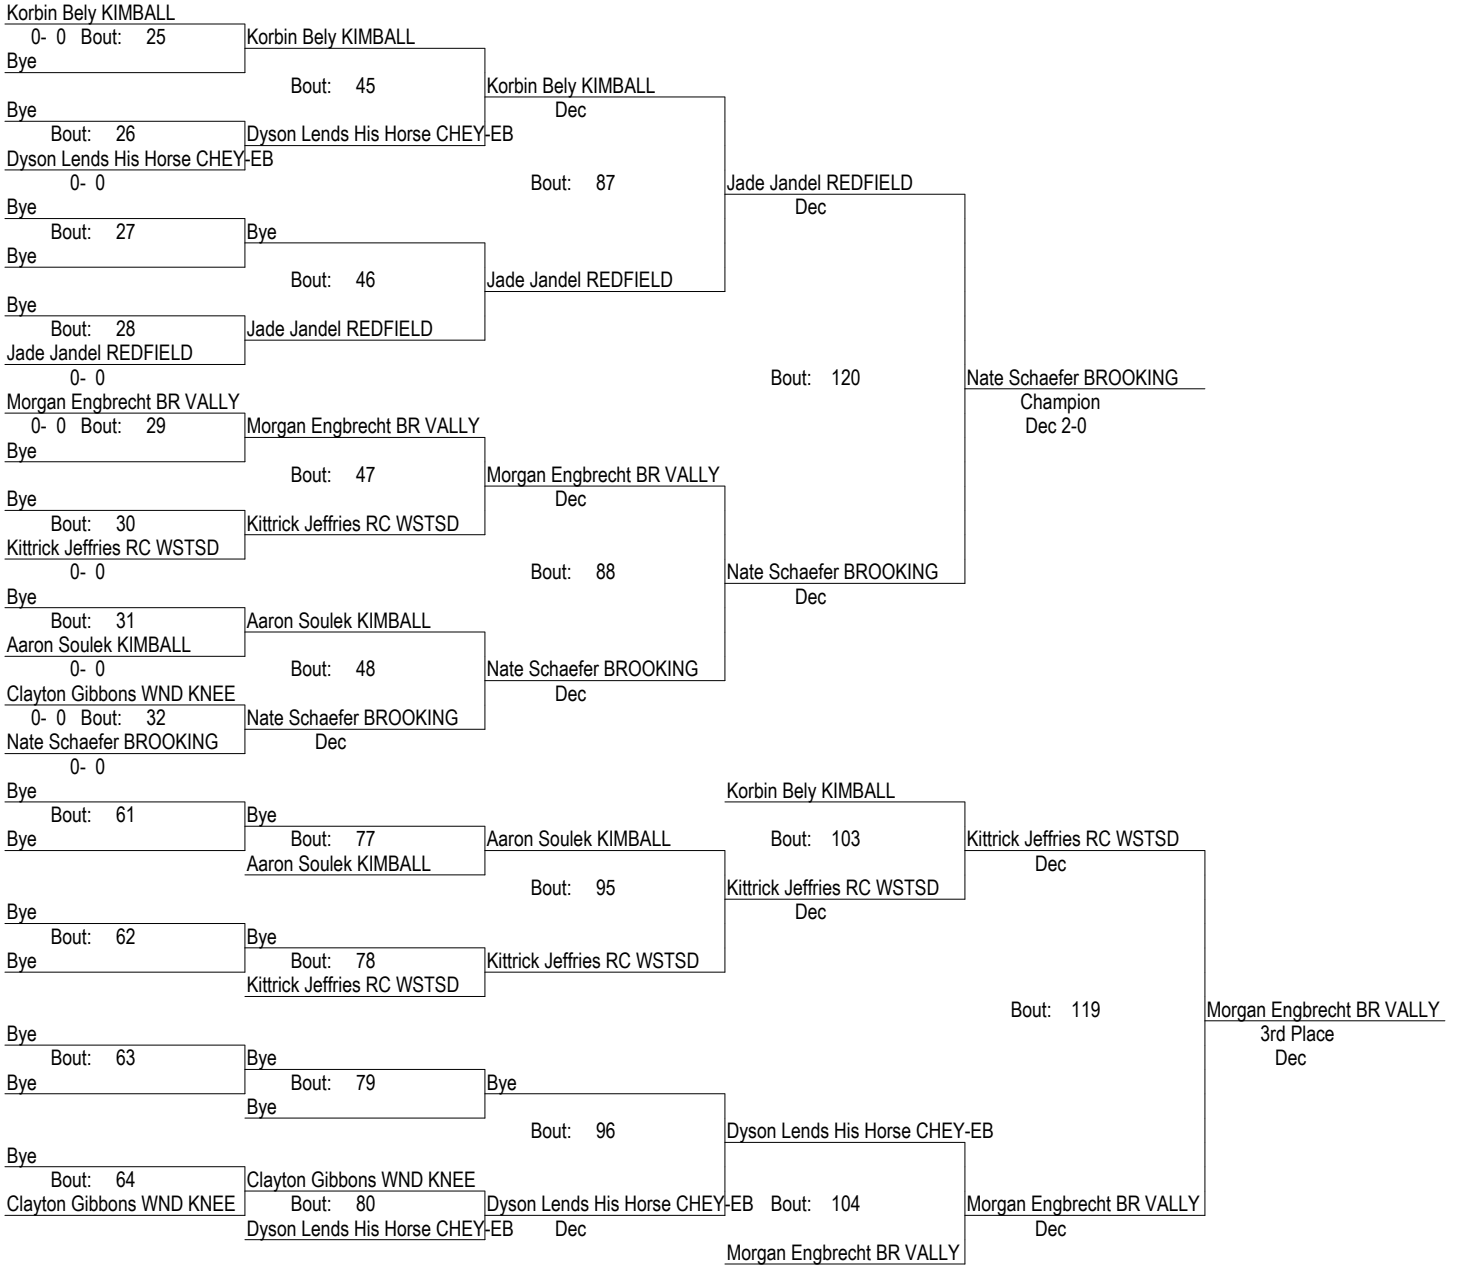 Korbin Bely KIMBALL
0- 0 Bout: 25 Korbin Bely KIMBALL
Bye
Bout: 45 Korbin Bely KIMBALL
Bye Dec
Bout: 26 Dyson Lends His Horse CHEY-EB
Dyson Lends His Horse CHEY-EB
0- 0 Bout: 87 Jade Jandel REDFIELD
Bye Dec
Bout: 27 Bye
Bye
Bout: 46 Jade Jandel REDFIELD
Bye
Bout: 28 Jade Jandel REDFIELD
Jade Jandel REDFIELD
0- 0 Bout: 120 Nate Schaefer BROOKING
Morgan Engbrecht BR VALLY Champion
0- 0 Bout: 29 Morgan Engbrecht BR VALLY Dec 2-0
Bye
Bout: 47 Morgan Engbrecht BR VALLY
Bye Dec
Bout: 30 Kittrick Jeffries RC WSTSD
Kittrick Jeffries RC WSTSD
0- 0 Bout: 88 Nate Schaefer BROOKING
Bye Dec
Bout: 31 Aaron Soulek KIMBALL
Aaron Soulek KIMBALL
0- 0 Bout: 48 Nate Schaefer BROOKING
Clayton Gibbons WND KNEE Dec
0- 0 Bout: 32 Nate Schaefer BROOKING
Nate Schaefer BROOKING Dec
0- 0
Bye Korbin Bely KIMBALL
Bout: 61 Bye
Bye Bout: 77 Aaron Soulek KIMBALL Bout: 103 Kittrick Jeffries RC WSTSD
Aaron Soulek KIMBALL Dec
Bout: 95 Kittrick Jeffries RC WSTSD
Bye Dec
Bout: 62 Bye
Bye Bout: 78 Kittrick Jeffries RC WSTSD
Kittrick Jeffries RC WSTSD
Bout: 119 Morgan Engbrecht BR VALLY
Bye 3rd Place
Bout: 63 Bye Dec
Bye Bout: 79 Bye
Bye
Bout: 96 Dyson Lends His Horse CHEY-EB
Bye
Bout: 64 Clayton Gibbons WND KNEE
Clayton Gibbons WND KNEE Bout: 80 Dyson Lends His Horse CHEY-EB Bout: 104 Morgan Engbrecht BR VALLY
Dyson Lends His Horse CHEY-EB Dec Dec
Morgan Engbrecht BR VALLY